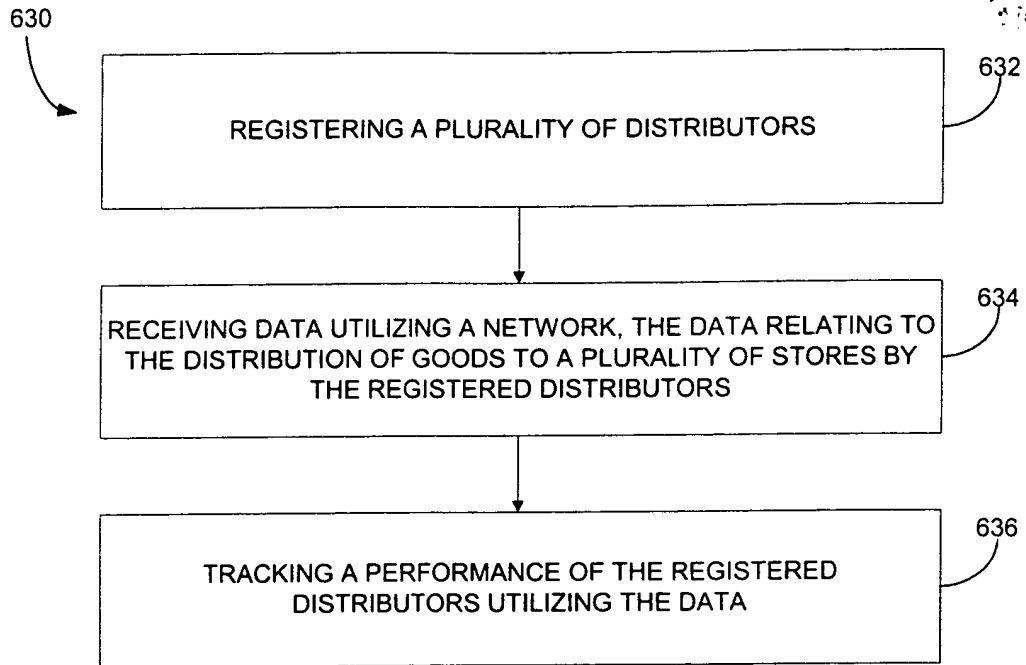 630
632
REGISTERING A PLURALITY OF DISTRIBUTORS
634
RECEIVING DATA UTILIZING A NETWORK, THE DATA RELATING TO
THE DISTRIBUTION OF GOODS TO A PLURALITY OF STORES BY
THE REGISTERED DISTRIBUTORS
636
TRACKING A PERFORMANCE OF THE REGISTERED
DISTRIBUTORS UTILIZING THE DATA